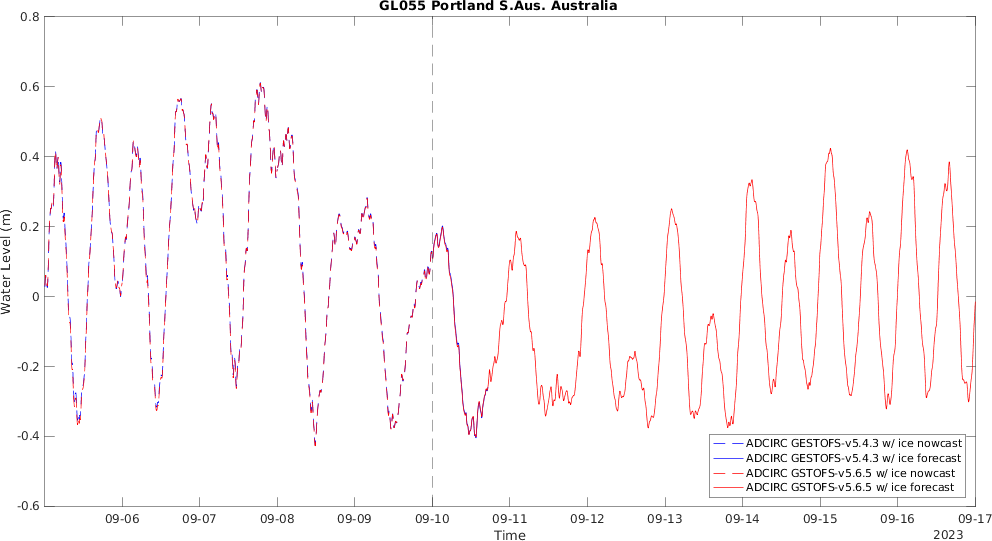 GL055 Portland S.Aus. Australia
0.8
0.6
0.4
0.2
0
-0.2
-0.4
-0.6
Water Level (m)
ADCIRC GESTOFS-v5.4.3 w/ ice nowcast
ADCIRC GESTOFS-v5.4.3 w/ ice forecast
ADCIRC GSTOFS-v5.6.5 w/ ice nowcast
ADCIRC GSTOFS-v5.6.5 w/ ice forecast
09-06 09-07 09-08 09-09 09-10 09-11 09-12 09-13 09-14 09-15 09-16 09-17
Time
2023